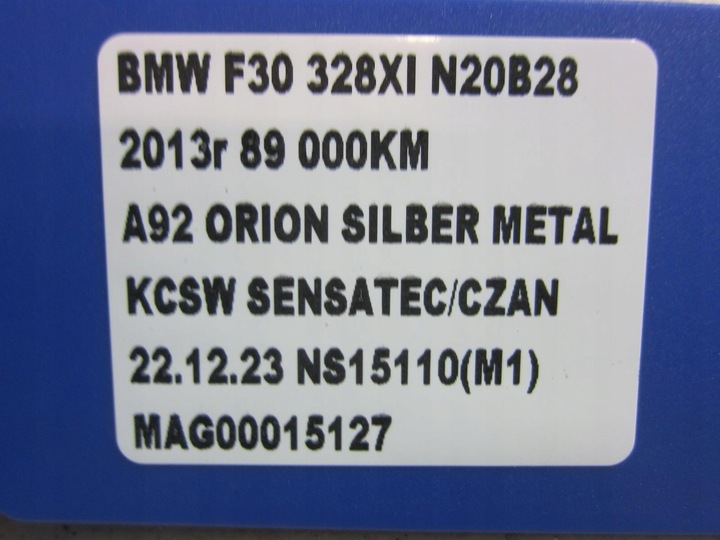 BMW F30 328XI N20B28
2013r 89 000KM
A92 ORION SILBER METAL
KCSW SENSATEC/CZAN
22.12.23 NS15110(M1)
MAG00015127